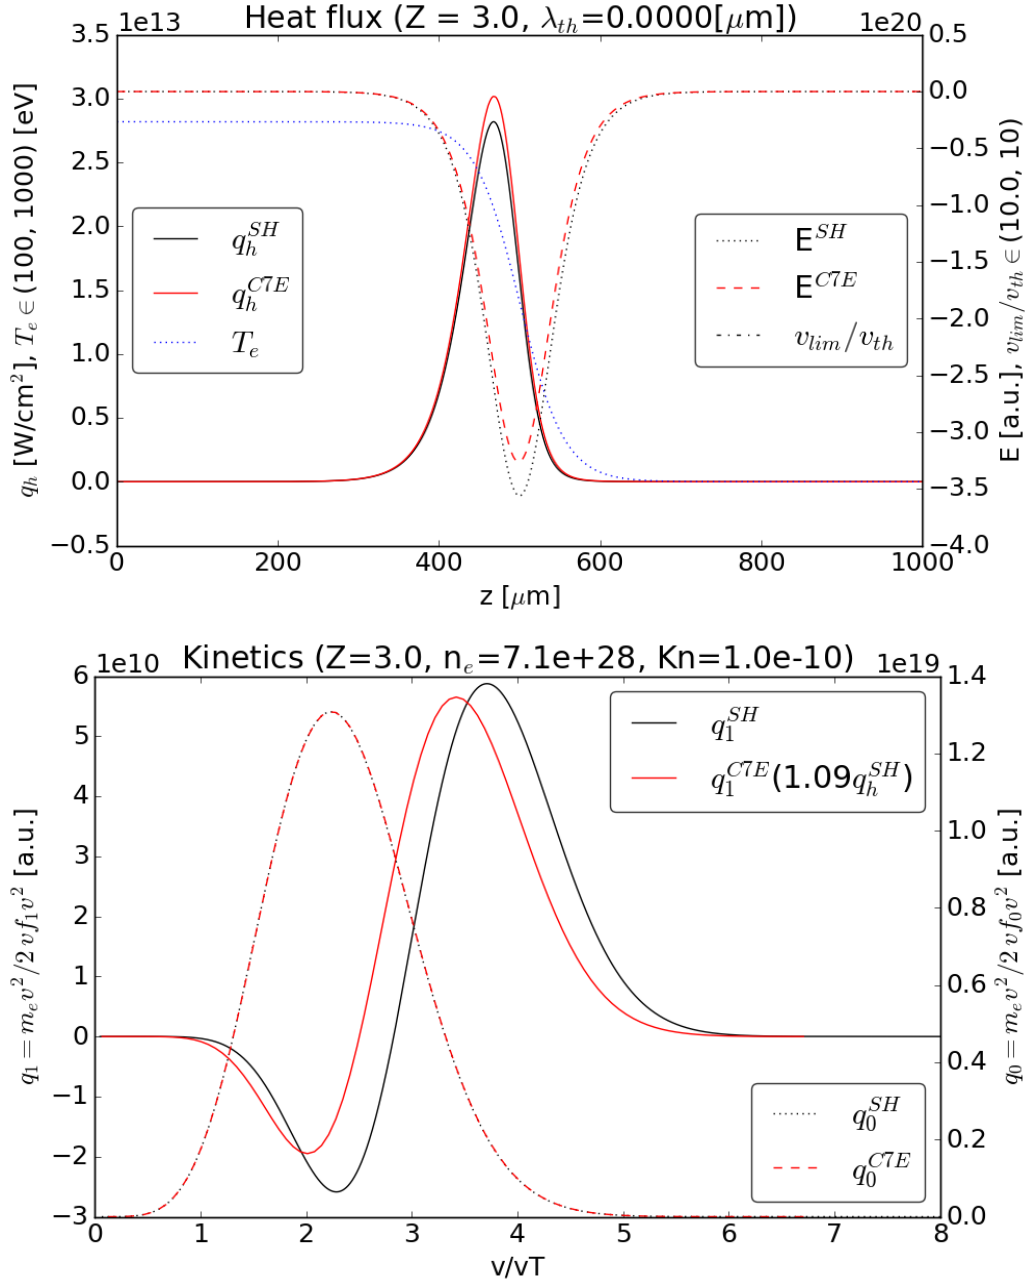 Heat flux (Z = 3.0, λ_th=0.0000[μm])
1e13
1e20
3.5
3.0
2.5
2.0
1.5
1.0
0.5
0.0
−0.5
q_h [W/cm²], T_e ∈ (100, 1000) [eV]
q_h^SH
q_h^C7E
T_e
E^SH
E^C7E
v_lim/v_th
0.5
0.0
−0.5
−1.0
−1.5
−2.0
−2.5
−3.0
−3.5
−4.0
E [a.u.], v_lim/v_th ∈ (10.0, 10)
0
200
400
600
800
1000
z [μm]
Kinetics (Z=3.0, n_e=7.1e+28, Kn=1.0e-10)
1e10
1e19
6
5
4
3
2
1
0
−1
−2
−3
q_1 = m_e v²/2 v f_1 v² [a.u.]
q_1^SH
q_1^C7E(1.09q_h^SH)
q_0^SH
q_0^C7E
1.4
1.2
1.0
0.8
0.6
0.4
0.2
0.0
q_0 = m_e v²/2 v f_0 v² [a.u.]
0
1
2
3
4
5
6
7
8
v/vT